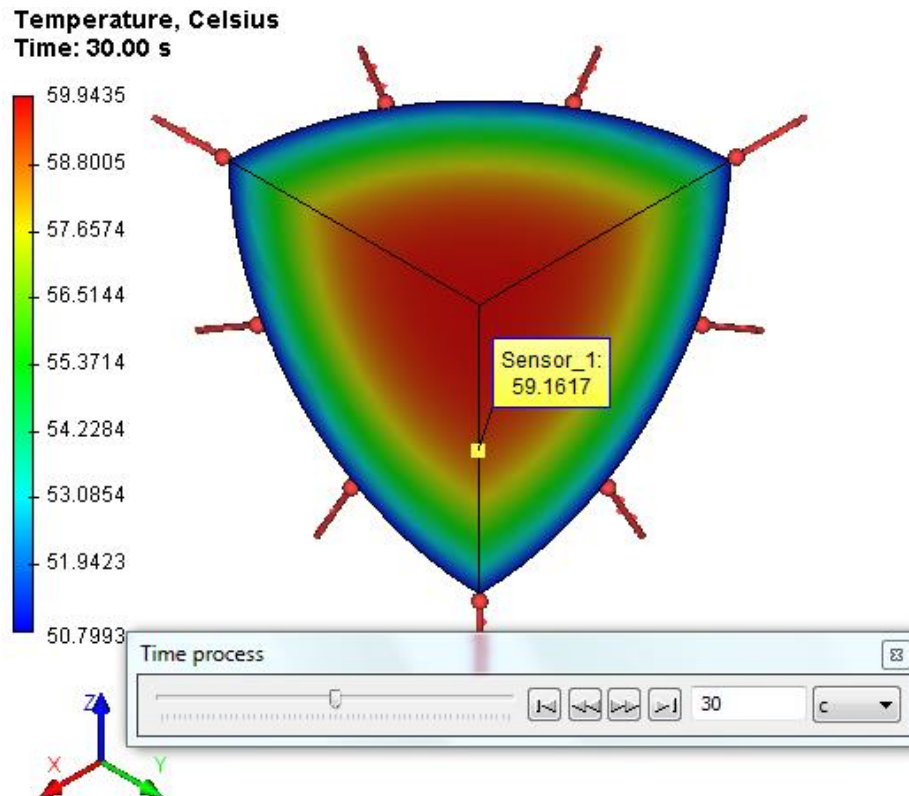 Temperature, Celsius
Time: 30.00 s
59.9435
58.8005
57.6574
56.5144
55.3714
54.2284
53.0854
51.9423
50.7993
Sensor_1:
59.1617
Time process
30
c
Z
X
Y